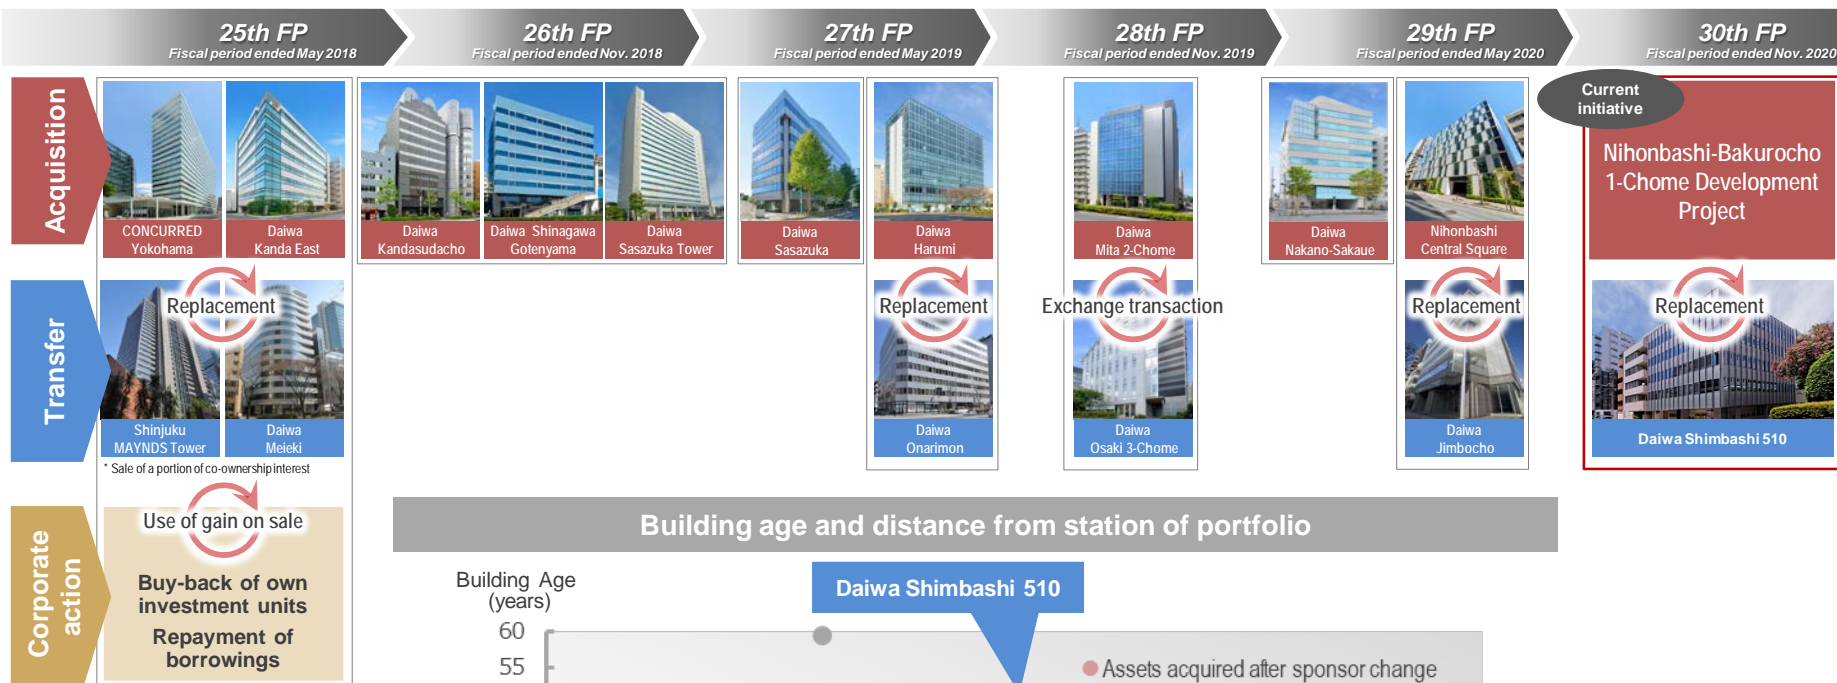 25th FP
Fiscal period ended May 2018
26th FP
Fiscal period ended Nov. 2018
27th FP
Fiscal period ended May 2019
28th FP
Fiscal period ended Nov. 2019
29th FP
Fiscal period ended May 2020
30th FP
Fiscal period ended Nov. 2020
Acquisition
CONCURRED
Yokohama
Daiwa
Kanda East
Daiwa
Kandasudacho
Daiwa Shinagawa
Gotenyama
Daiwa
Sasazuka Tower
Daiwa
Sasazuka
Daiwa
Harumi
Daiwa
Mita 2-Chome
Daiwa
Nakano-Sakaue
Nihonbashi
Central Square
Current
initiative
Nihonbashi-Bakurocho
1-Chome Development
Project
Replacement
Replacement
Exchange transaction
Replacement
Replacement
Transfer
Shinjuku
MAYNDS Tower
Daiwa
Meieki
Daiwa
Onarimon
Daiwa
Osaki 3-Chome
Daiwa
Jimbocho
Daiwa Shimbashi 510
* Sale of a portion of co-ownership interest
Corporate
action
Use of gain on sale
Buy-back of own
investment units
Repayment of
borrowings
Building age and distance from station of portfolio
Building Age
(years)
Daiwa Shimbashi 510
60
55
Assets acquired after sponsor change